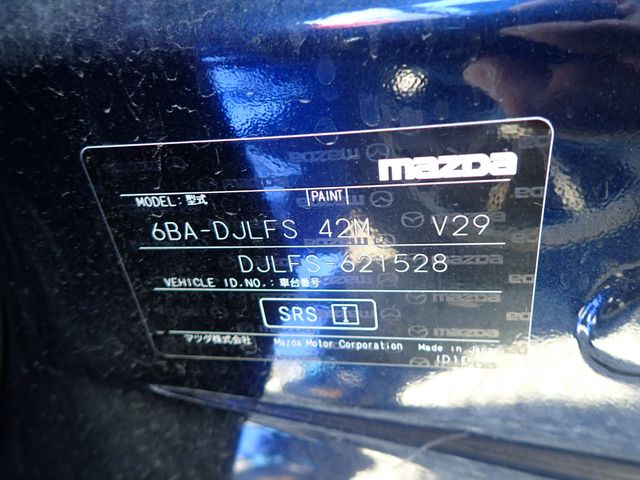 mazda
MODEL:型式 PAINT
6BA-DJLFS 42M V29
DJLFS-621528
VEHICLE ID.NO.:車台番号
SRS I
マツダ株式会社 Mazda Motor Corporation Made in Japan